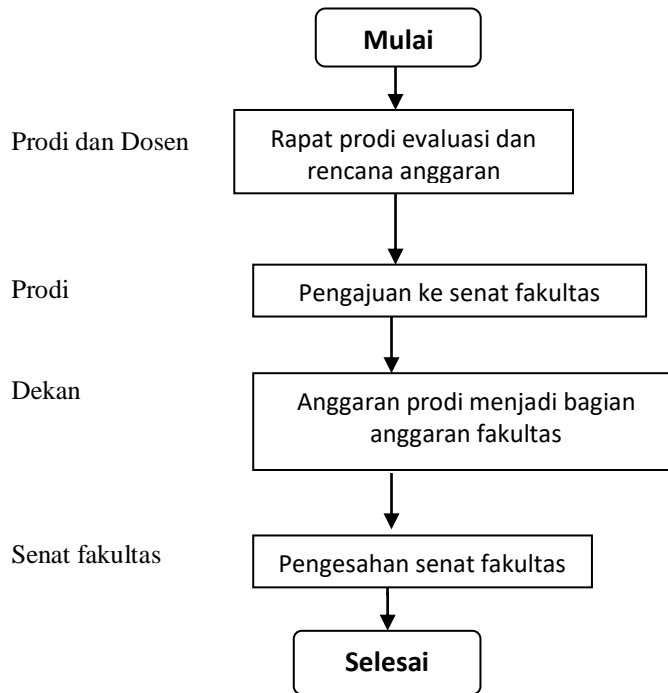 Mulai
Prodi dan Dosen
Rapat prodi evaluasi dan
rencana anggaran
Prodi
Pengajuan ke senat fakultas
Dekan
Anggaran prodi menjadi bagian
anggaran fakultas
Senat fakultas
Pengesahan senat fakultas
Selesai